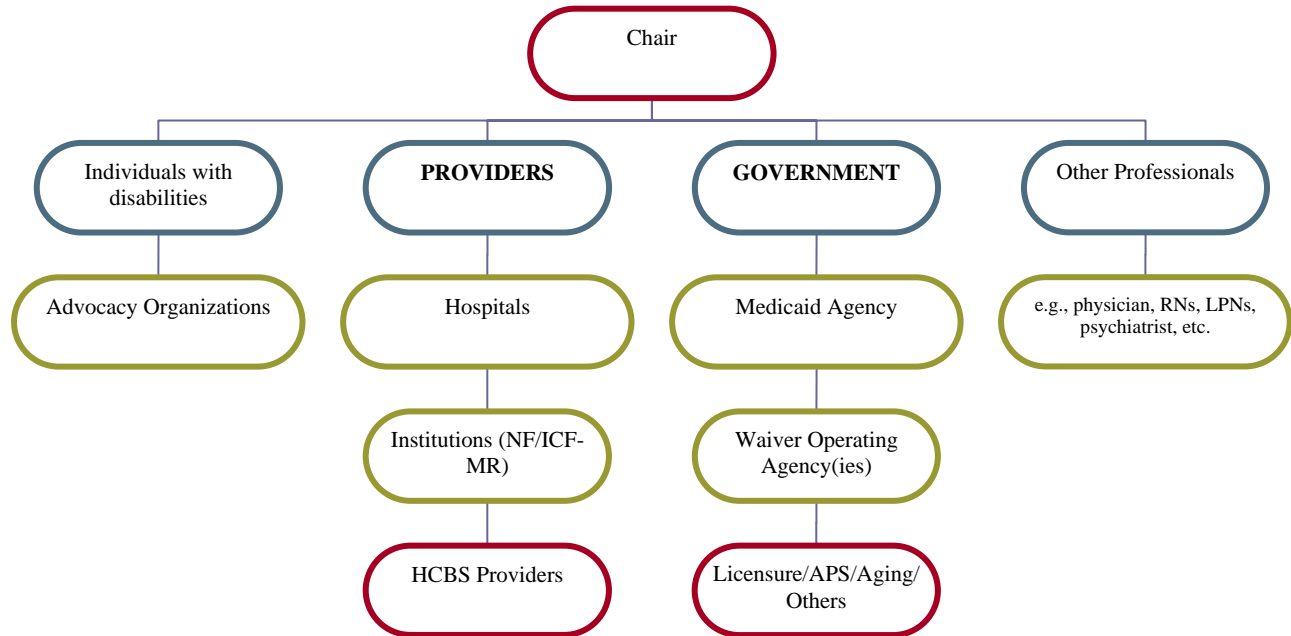 Chair
Individuals with
disabilities
PROVIDERS
GOVERNMENT
Other Professionals
Advocacy Organizations
Hospitals
Medicaid Agency
e.g., physician, RNs, LPNs,
psychiatrist, etc.
Institutions (NF/ICF-
MR)
Waiver Operating
Agency(ies)
HCBS Providers
Licensure/APS/Aging/
Others